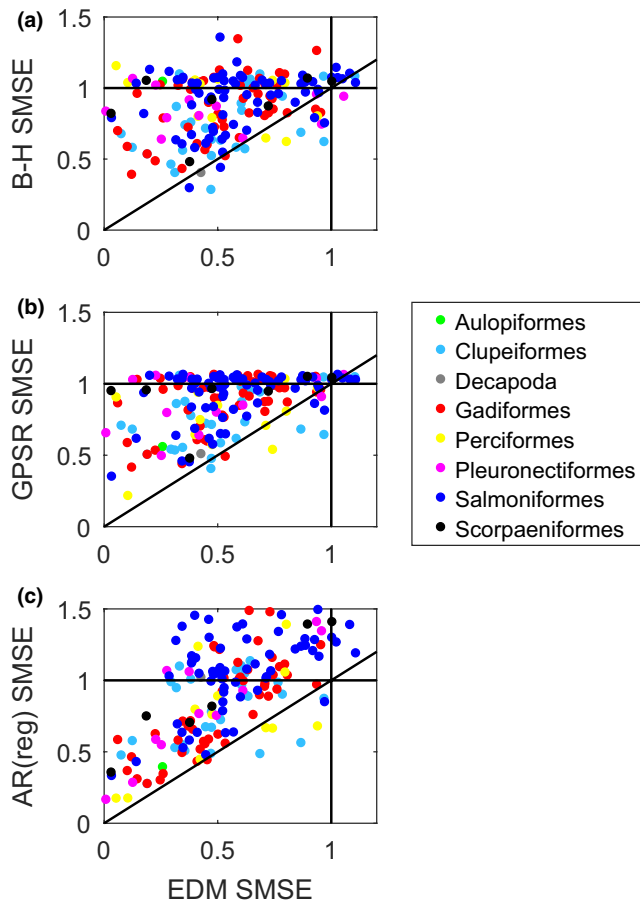 (a)
1.5
1
0.5
0
B-H SMSE
0
0.5
1
(b)
1.5
1
0.5
0
GPSR SMSE
0
0.5
1
Aulopiformes
Clupeiformes
Decapoda
Gadiformes
Perciformes
Pleuronectiformes
Salmoniformes
Scorpaeniformes
(c)
1.5
1
0.5
0
AR(reg) SMSE
0
0.5
1
EDM SMSE